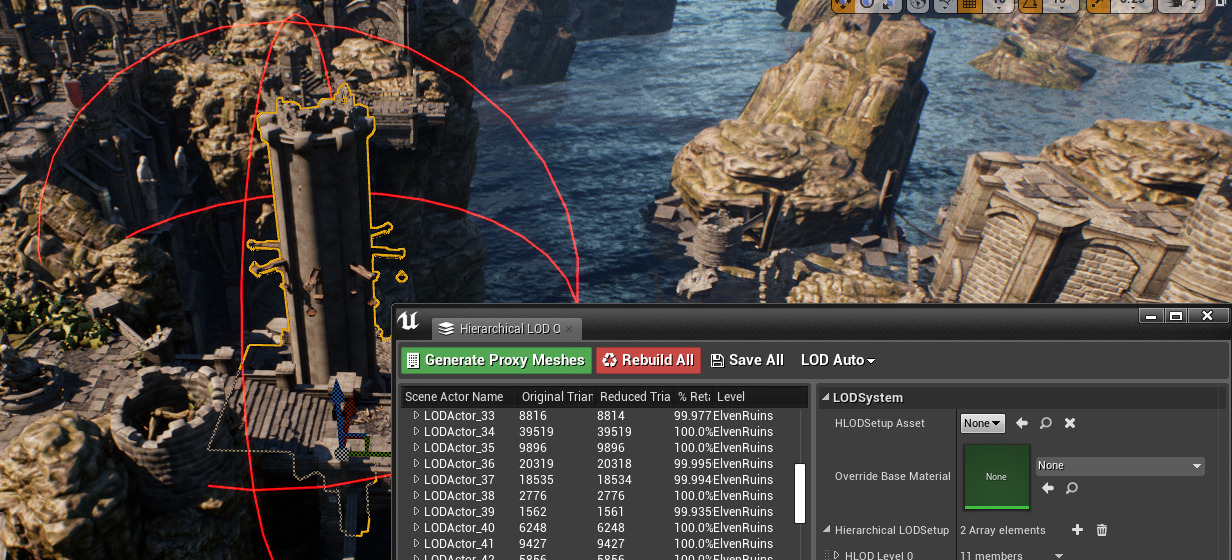 Hierarchical LOD O
Generate Proxy Meshes Rebuild All Save All LOD Auto
Scene Actor Name Original Trian Reduced Tria % Reta Level
LODActor_33 8816 8814 99.977 ElvenRuins
LODActor_34 39519 39519 100.0% ElvenRuins
LODActor_35 9896 9896 100.0% ElvenRuins
LODActor_36 20319 20318 99.995 ElvenRuins
LODActor_37 18535 18534 99.994 ElvenRuins
LODActor_38 2776 2776 100.0% ElvenRuins
LODActor_39 1562 1561 99.935 ElvenRuins
LODActor_40 6248 6248 100.0% ElvenRuins
LODActor_41 9427 9427 100.0% ElvenRuins
LODActor_42 5856 5856 100.0% ElvenRuins
LODSystem
HLODSetup Asset None
Override Base Material None None
Hierarchical LODSetup 2 Array elements
HLOD Level 0 11 members